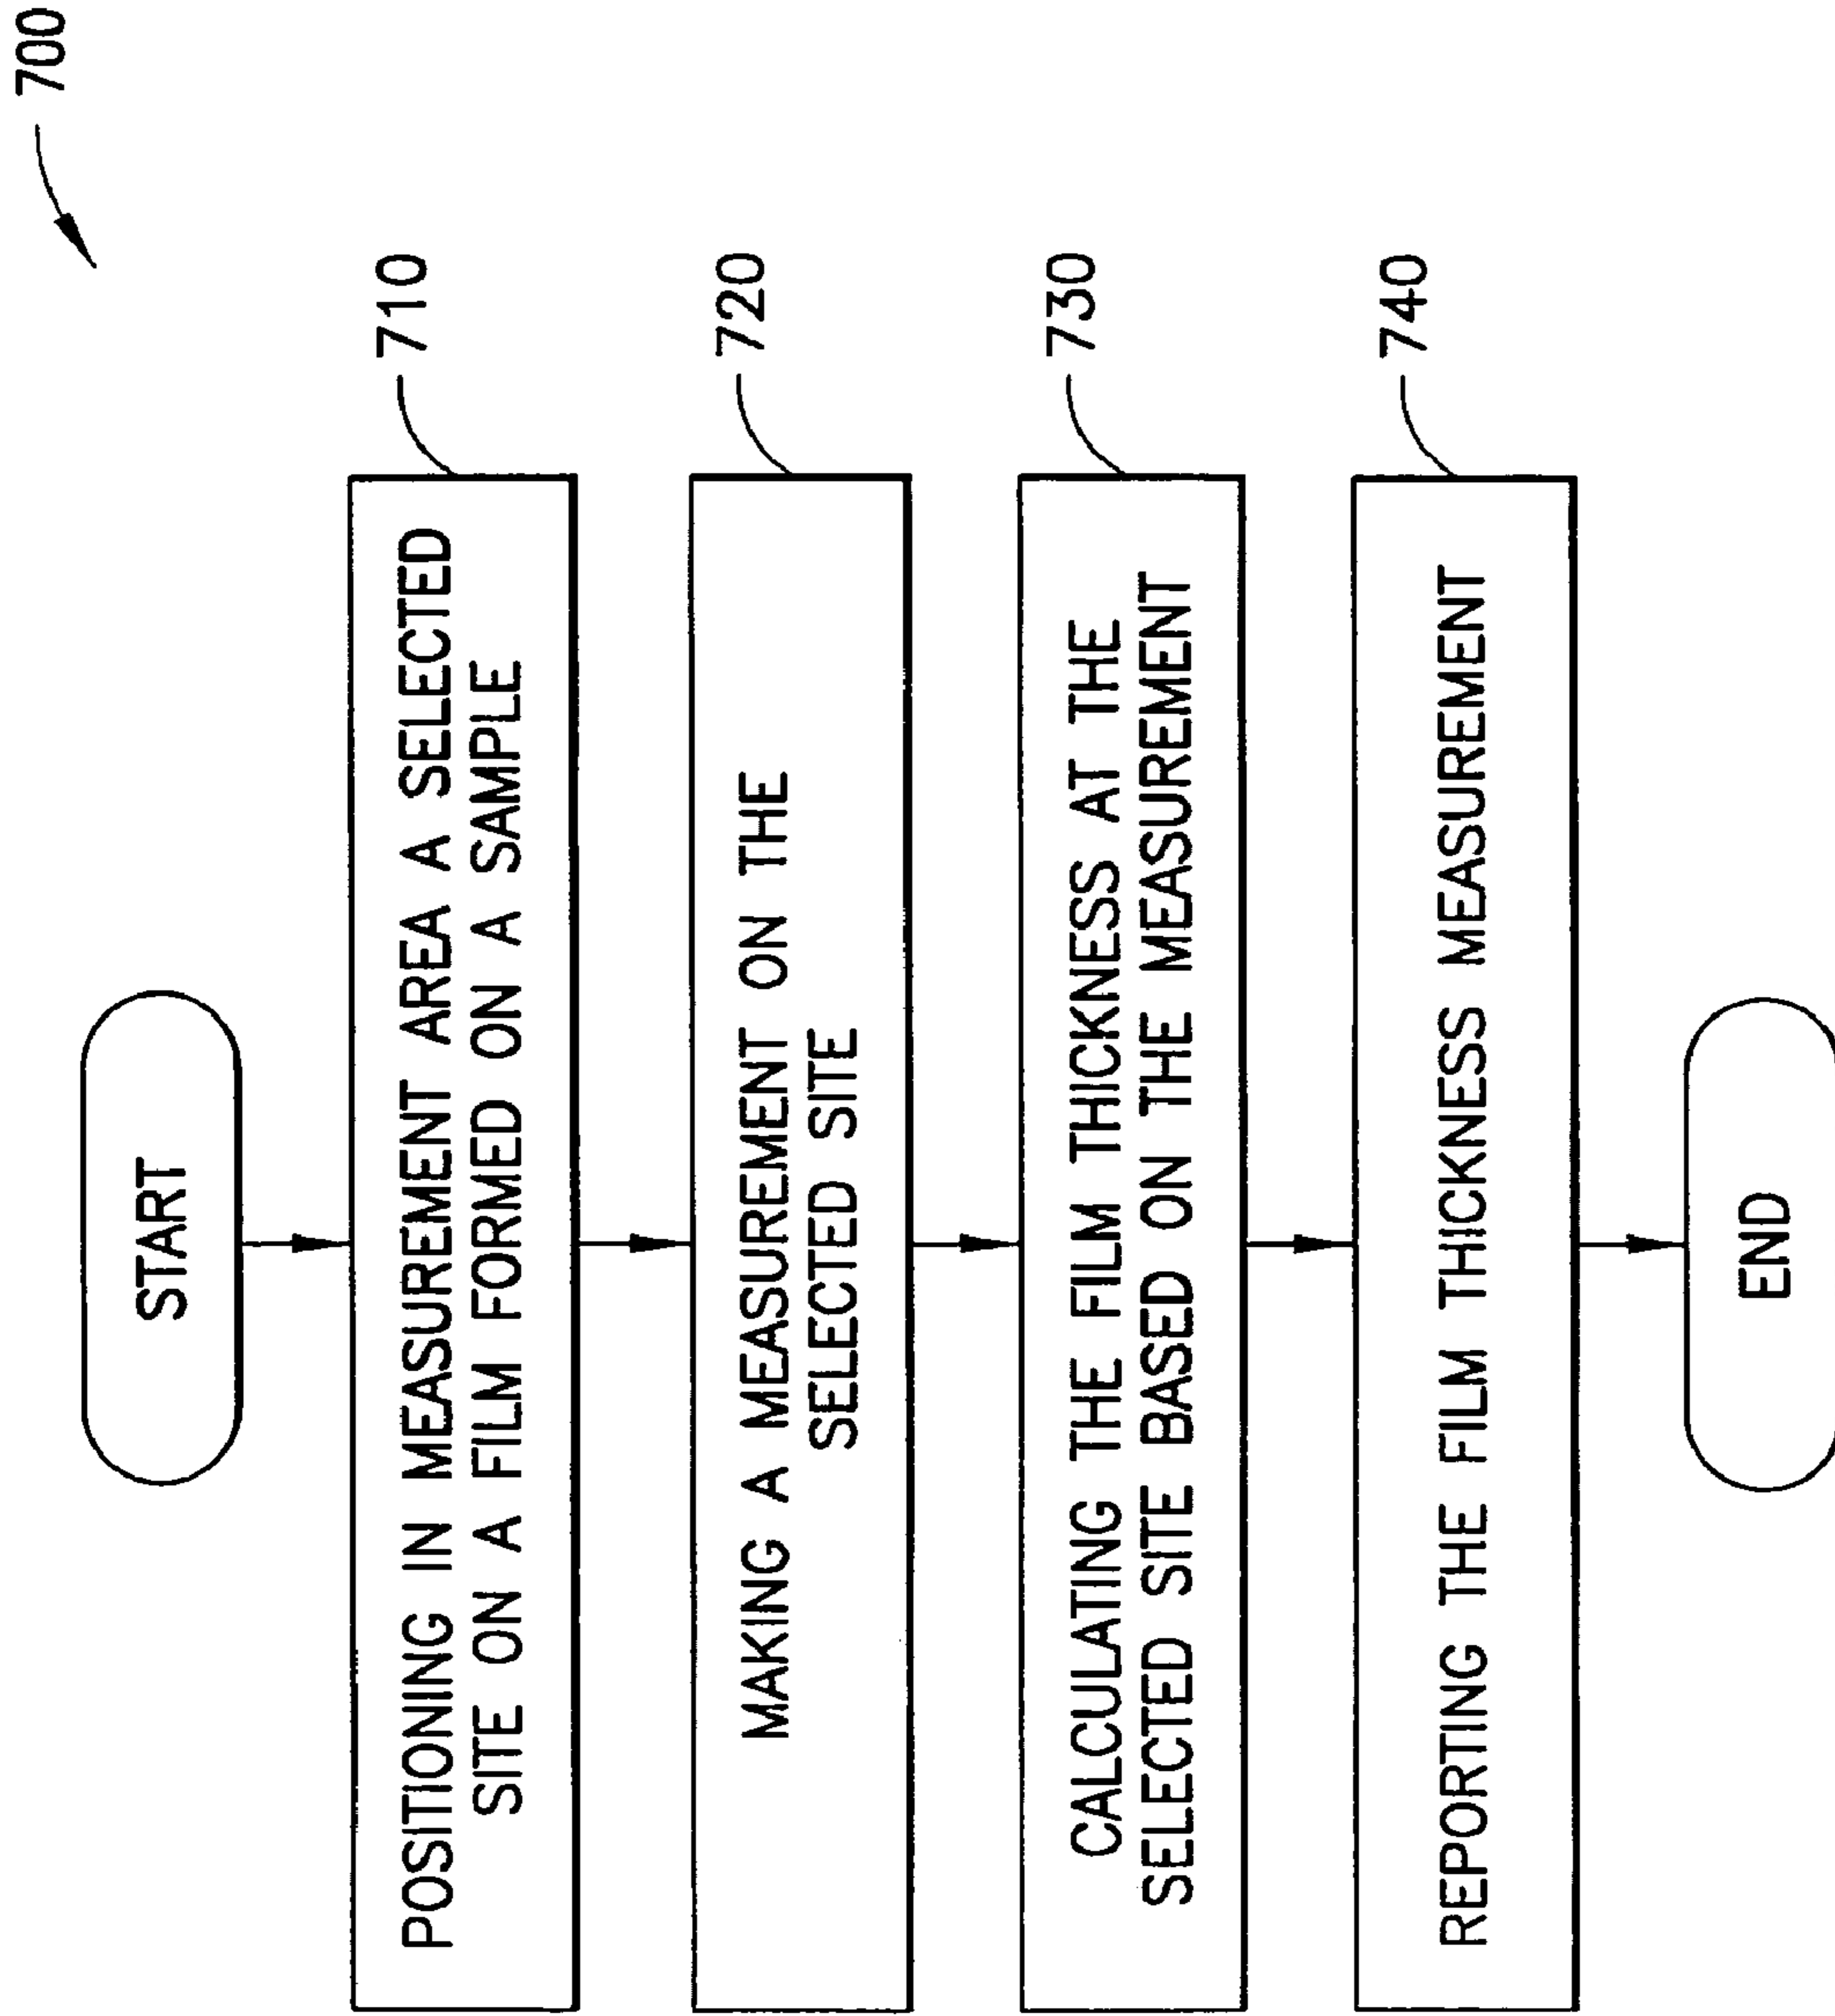 700
START
POSITIONING IN MEASUREMENT AREA A SELECTED
SITE ON A FILM FORMED ON A SAMPLE
710
MAKING A MEASUREMENT ON THE
SELECTED SITE
720
CALCULATING THE FILM THICKNESS AT THE
SELECTED SITE BASED ON THE MEASUREMENT
730
REPORTING THE FILM THICKNESS MEASUREMENT
740
END